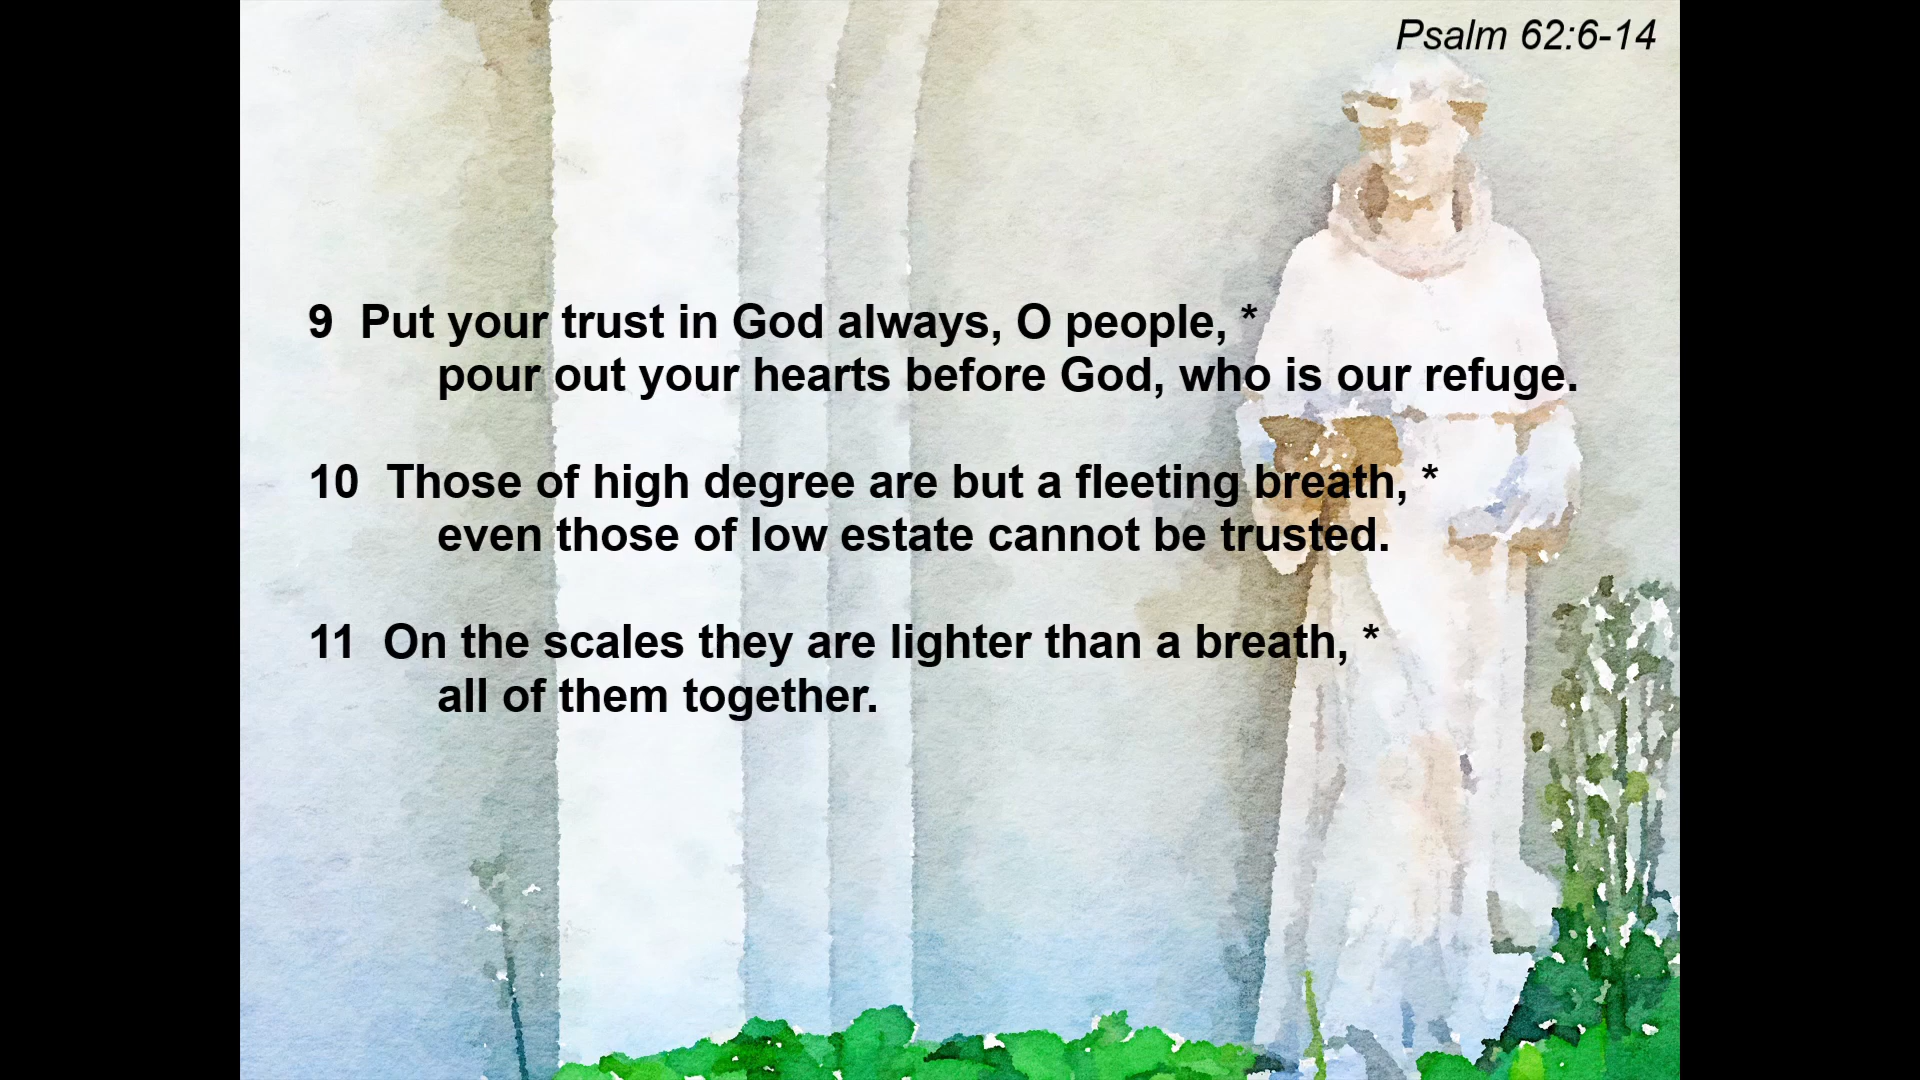 Psalm 62:6-14
9 Put your trust in God always, O people, *
pour out your hearts before God, who is our refuge.
10 Those of high degree are but a fleeting breath, *
even those of low estate cannot be trusted.
11 On the scales they are lighter than a breath, *
all of them together.